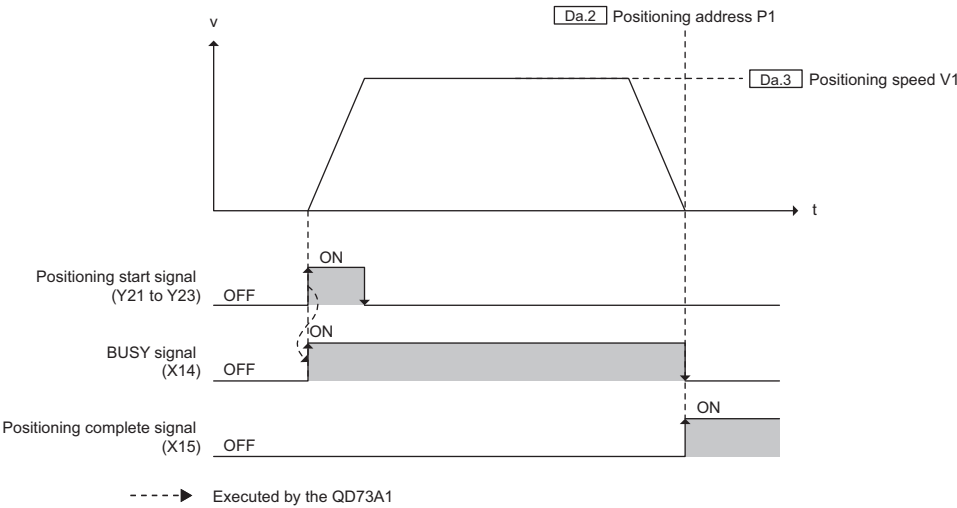 Da.2 Positioning address P1
v
Da.3 Positioning speed V1
t
ON
Positioning start signal
(Y21 to Y23) OFF
ON
BUSY signal
(X14) OFF
ON
Positioning complete signal
(X15) OFF
Executed by the QD73A1